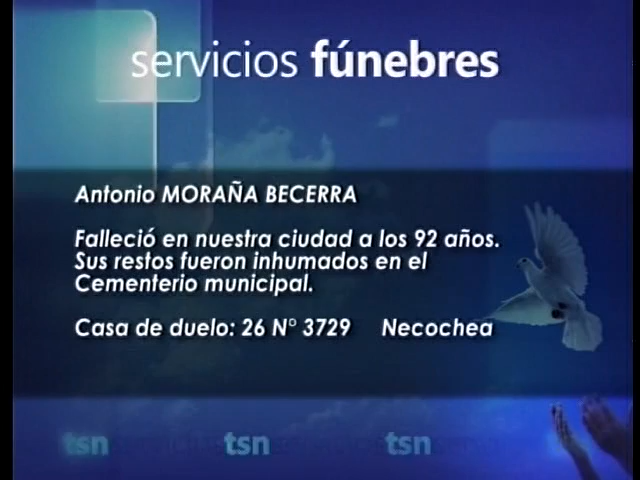 servicios fúnebres
Antonio MORAÑA BECERRA
Falleció en nuestra ciudad a los 92 años.
Sus restos fueron inhumados en el
Cementerio municipal.
Casa de duelo: 26 N° 3729 Necochea
tsn tsn tsn